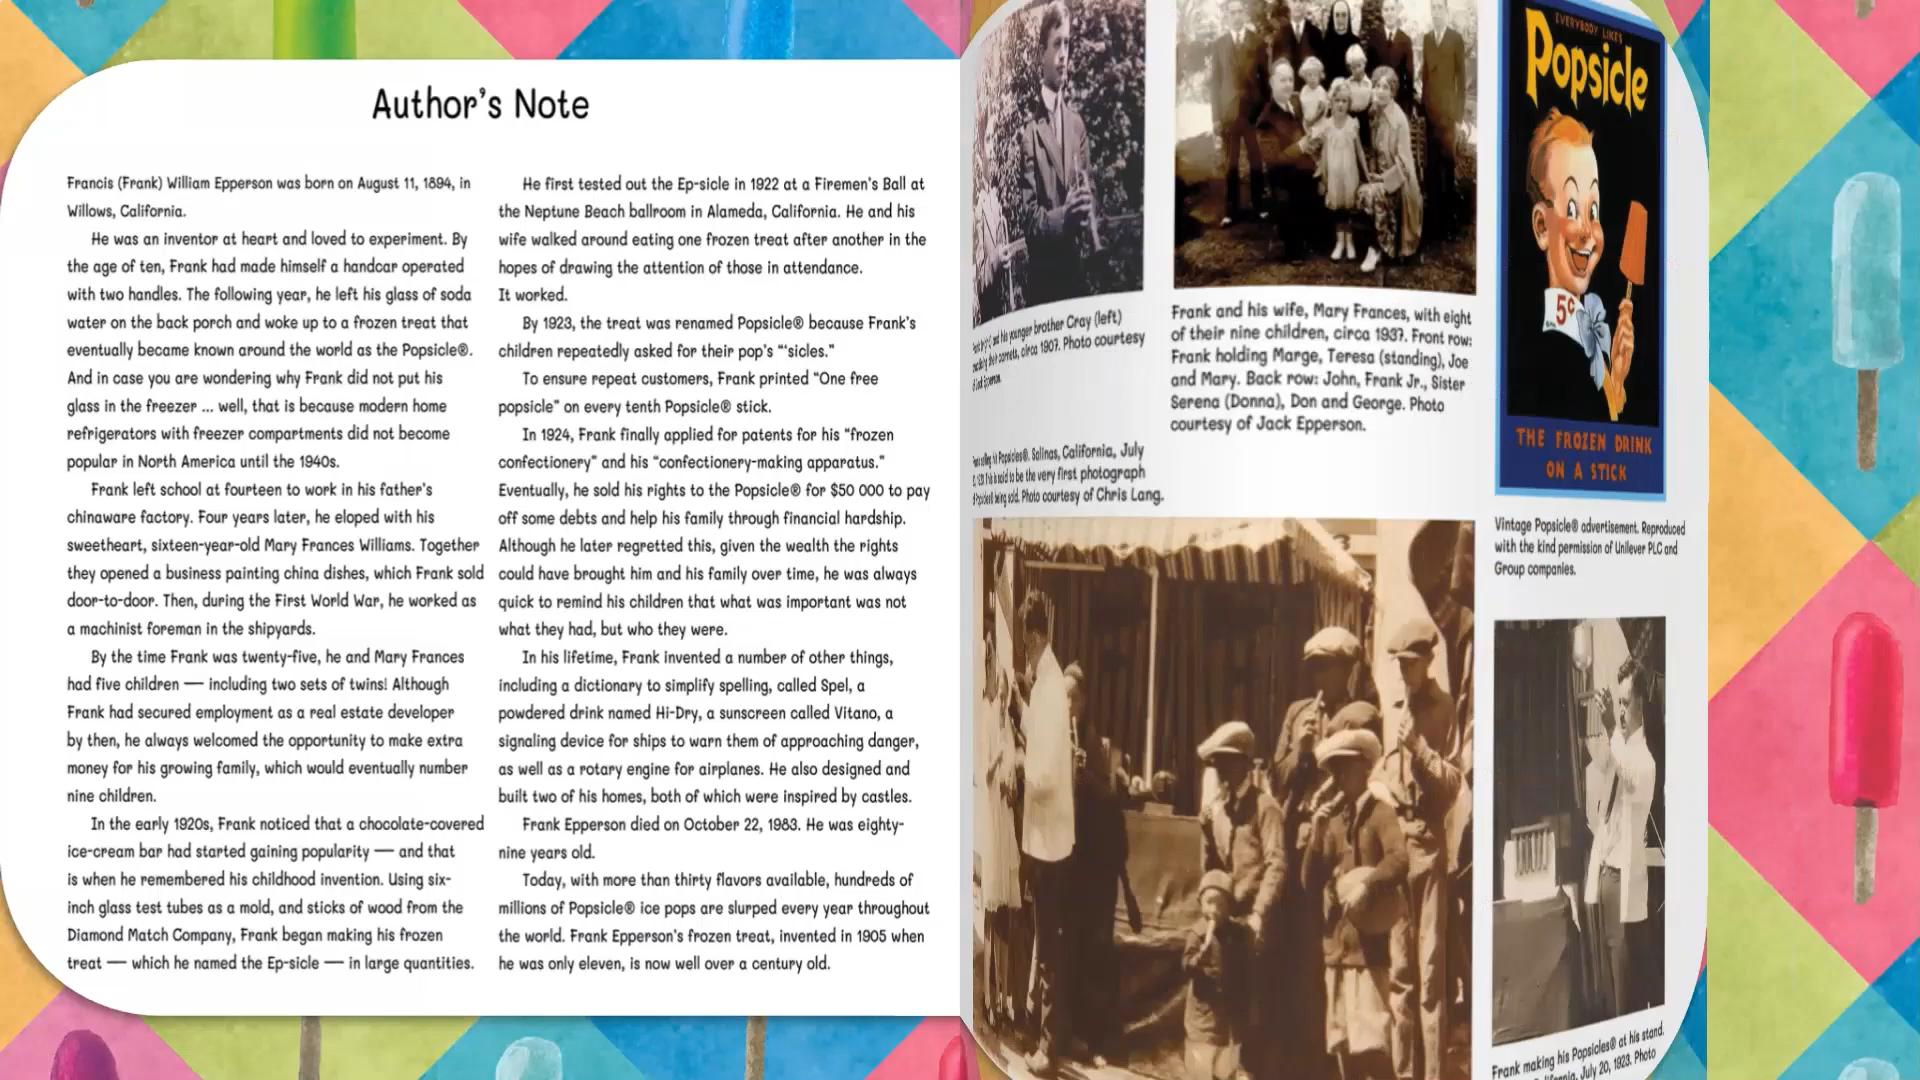 Author's Note
Francis (Frank) William Epperson was born on August 11, 1894, in
Willows, California.
He was an inventor at heart and loved to experiment. By
the age of ten, Frank had made himself a handcar operated
with two handles. The following year, he left his glass of soda
water on the back porch and woke up to a frozen treat that
eventually became known around the world as the Popsicle®.
And in case you are wondering why Frank did not put his
glass in the freezer ... well, that is because modern home
refrigerators with freezer compartments did not become
popular in North America until the 1940s.
Frank left school at fourteen to work in his father's
chinaware factory. Four years later, he eloped with his
sweetheart, sixteen-year-old Mary Frances Williams. Together
they opened a business painting china dishes, which Frank sold
door-to-door. Then, during the First World War, he worked as
a machinist foreman in the shipyards.
By the time Frank was twenty-five, he and Mary Frances
had five children — including two sets of twins! Although
Frank had secured employment as a real estate developer
by then, he always welcomed the opportunity to make extra
money for his growing family, which would eventually number
nine children.
In the early 1920s, Frank noticed that a chocolate-covered
ice-cream bar had started gaining popularity — and that
is when he remembered his childhood invention. Using six-
inch glass test tubes as a mold, and sticks of wood from the
Diamond Match Company, Frank began making his frozen
treat — which he named the Ep-sicle — in large quantities.
He first tested out the Ep-sicle in 1922 at a Firemen's Ball at
the Neptune Beach ballroom in Alameda, California. He and his
wife walked around eating one frozen treat after another in the
hopes of drawing the attention of those in attendance.
It worked.
By 1923, the treat was renamed Popsicle® because Frank's
children repeatedly asked for their pop's "'sicles."
To ensure repeat customers, Frank printed "One free
popsicle" on every tenth Popsicle® stick.
In 1924, Frank finally applied for patents for his "frozen
confectionery" and his "confectionery-making apparatus."
Eventually, he sold his rights to the Popsicle® for $50 000 to pay
off some debts and help his family through financial hardship.
Although he later regretted this, given the wealth the rights
could have brought him and his family over time, he was always
quick to remind his children that what was important was not
what they had, but who they were.
In his lifetime, Frank invented a number of other things,
including a dictionary to simplify spelling, called Spel, a
powdered drink named Hi-Dry, a sunscreen called Vitano, a
signaling device for ships to warn them of approaching danger,
as well as a rotary engine for airplanes. He also designed and
built two of his homes, both of which were inspired by castles.
Frank Epperson died on October 22, 1983. He was eighty-
nine years old.
Today, with more than thirty flavors available, hundreds of
millions of Popsicle® ice pops are slurped every year throughout
the world. Frank Epperson's frozen treat, invented in 1905 when
he was only eleven, is now well over a century old.
and his younger brother Cray (left)
their cornets, circa 1907. Photo courtesy
Epperson.
Frank and his wife, Mary Frances, with eight
of their nine children, circa 1937. Front row:
Frank holding Marge, Teresa (standing), Joe
and Mary. Back row: John, Frank Jr., Sister
Serena (Donna), Don and George. Photo
courtesy of Jack Epperson.
Popsicles®. Salinas, California, July
This is said to be the very first photograph
being sold. Photo courtesy of Chris Lang.
EVERYBODY LIKES
Popsicle
5¢
THE FROZEN DRINK
ON A STICK
Vintage Popsicle® advertisement. Reproduced
with the kind permission of Unilever PLC and
Group companies.
Frank making his Popsicles® at his stand.
July 20, 1923. Photo